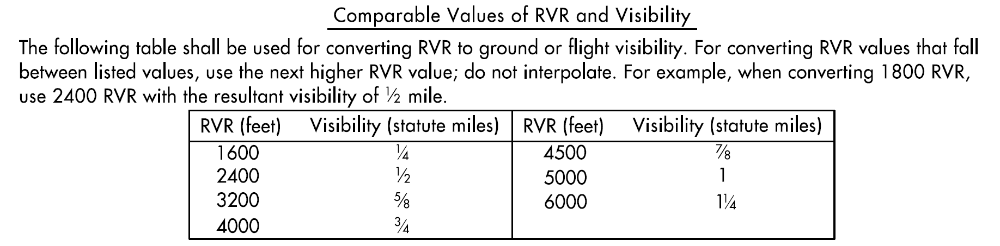 Comparable Values of RVR and Visibility
The following table shall be used for converting RVR to ground or flight visibility. For converting RVR values that fall
between listed values, use the next higher RVR value; do not interpolate. For example, when converting 1800 RVR,
use 2400 RVR with the resultant visibility of ½ mile.
RVR (feet) Visibility (statute miles) RVR (feet) Visibility (statute miles)
1600 ¼ 4500 ⅞
2400 ½ 5000 1
3200 ⅝ 6000 1¼
4000 ¾